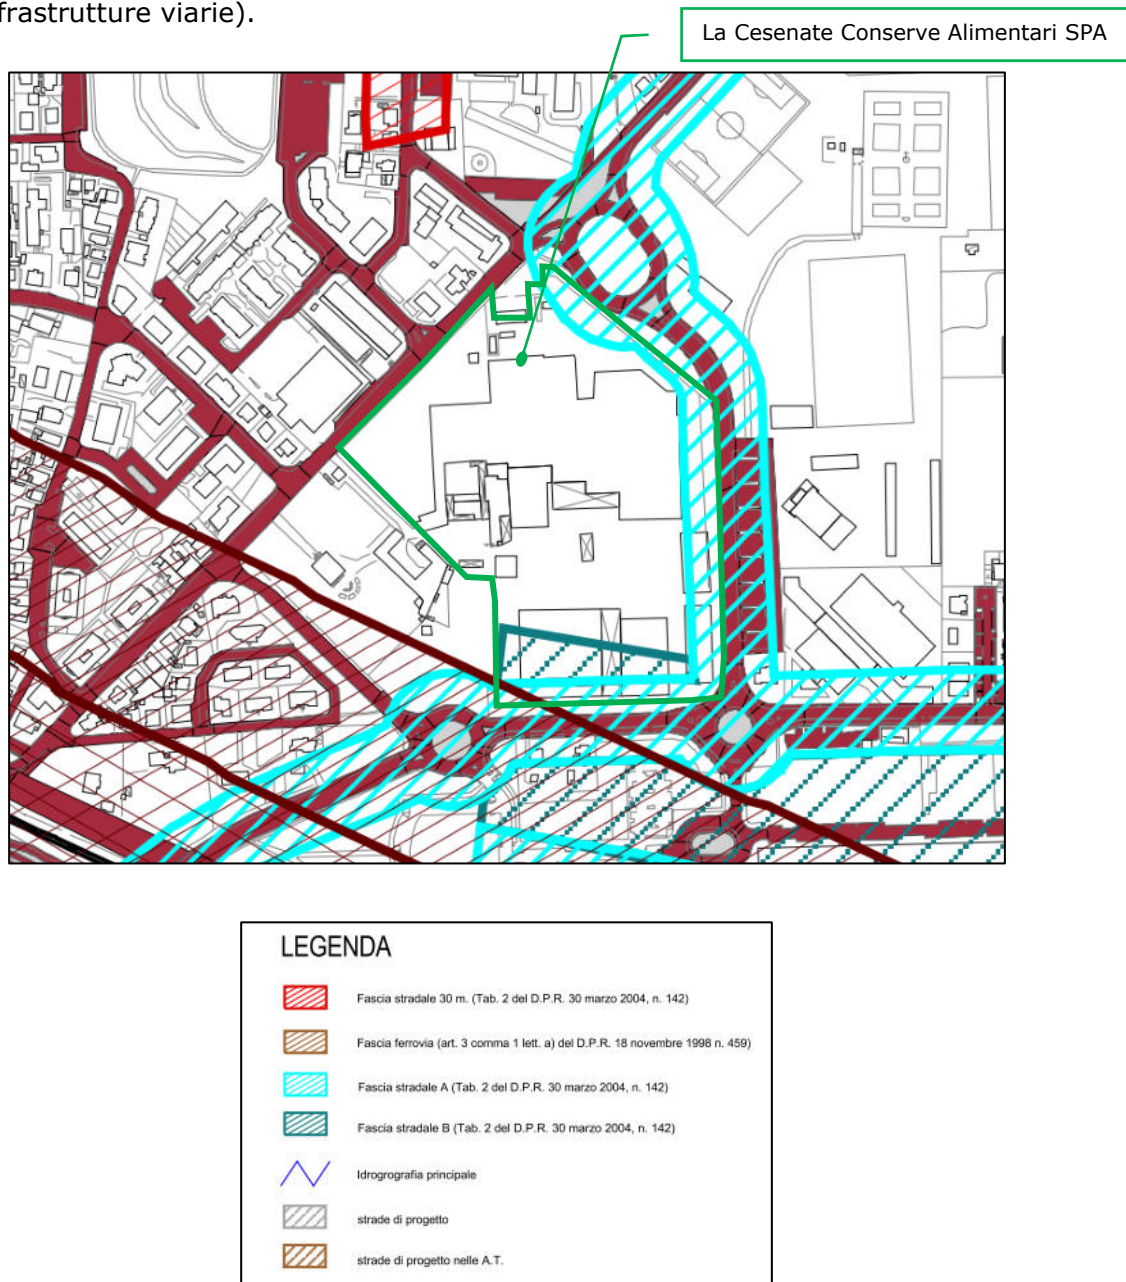 frastrutture viarie).
La Cesenate Conserve Alimentari SPA
LEGENDA
Fascia stradale 30 m. (Tab. 2 del D.P.R. 30 marzo 2004, n. 142)
Fascia ferrovia (art. 3 comma 1 lett. a) del D.P.R. 18 novembre 1998 n. 459)
Fascia stradale A (Tab. 2 del D.P.R. 30 marzo 2004, n. 142)
Fascia stradale B (Tab. 2 del D.P.R. 30 marzo 2004, n. 142)
Idrogrografia principale
strade di progetto
strade di progetto nelle A.T.